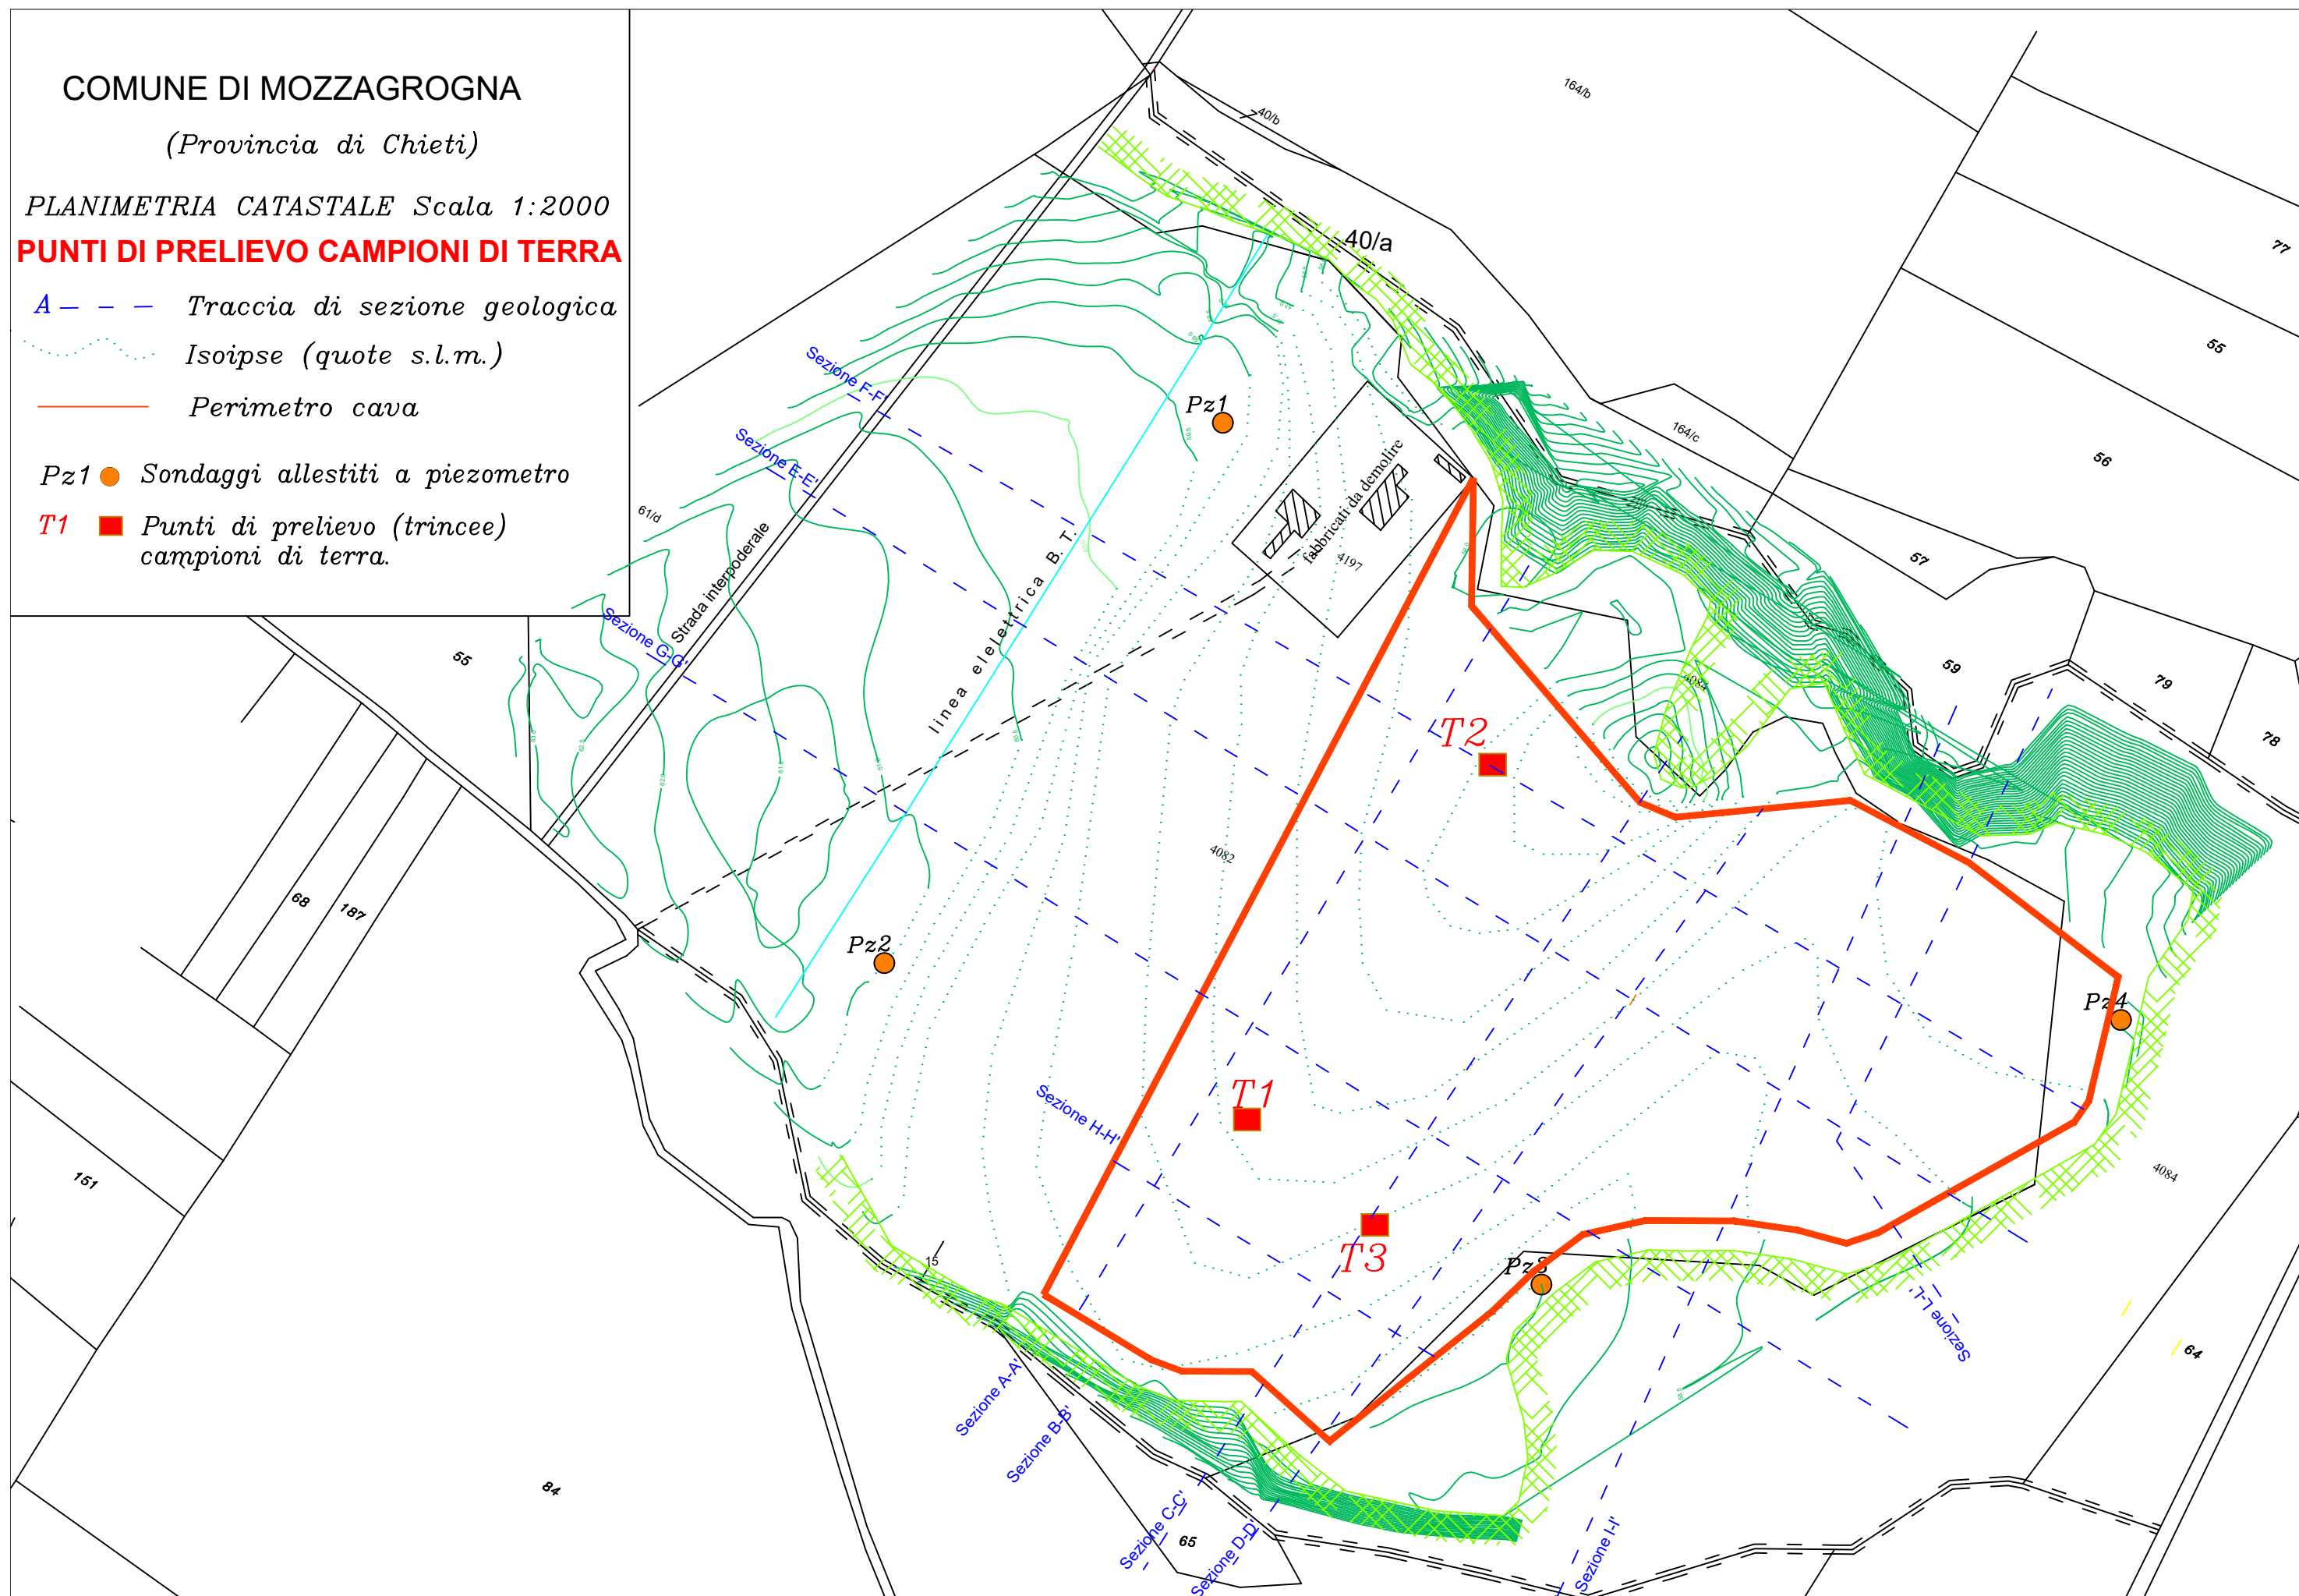 COMUNE DI MOZZAGROGNA
(Provincia di Chieti)
PLANIMETRIA CATASTALE Scala 1:2000
PUNTI DI PRELIEVO CAMPIONI DI TERRA
A Traccia di sezione geologica
Isoipse (quote s.l.m.)
Perimetro cava
Pz1 Sondaggi allestiti a piezometro
T1 Punti di prelievo (trincee)
campioni di terra.
164/b
40/b
40/a
77
55
56
164/c
57
59
79
78
Sezione F-F'
Sezione E-E'
Sezione G-G'
61/d
Strada interpoderale
linea elelettrica B. T.
Pz1
fabbricati da demolire
4197
4084
55
68
187
151
84
T2
4082
Pz2
Pz4
T1
Sezione H-H'
T3
Pz3
4084
15
Sezione A-A'
Sezione B-B'
Sezione C-C'
Sezione D-D'
Sezione I-I'
Sezione L-L'
64
65